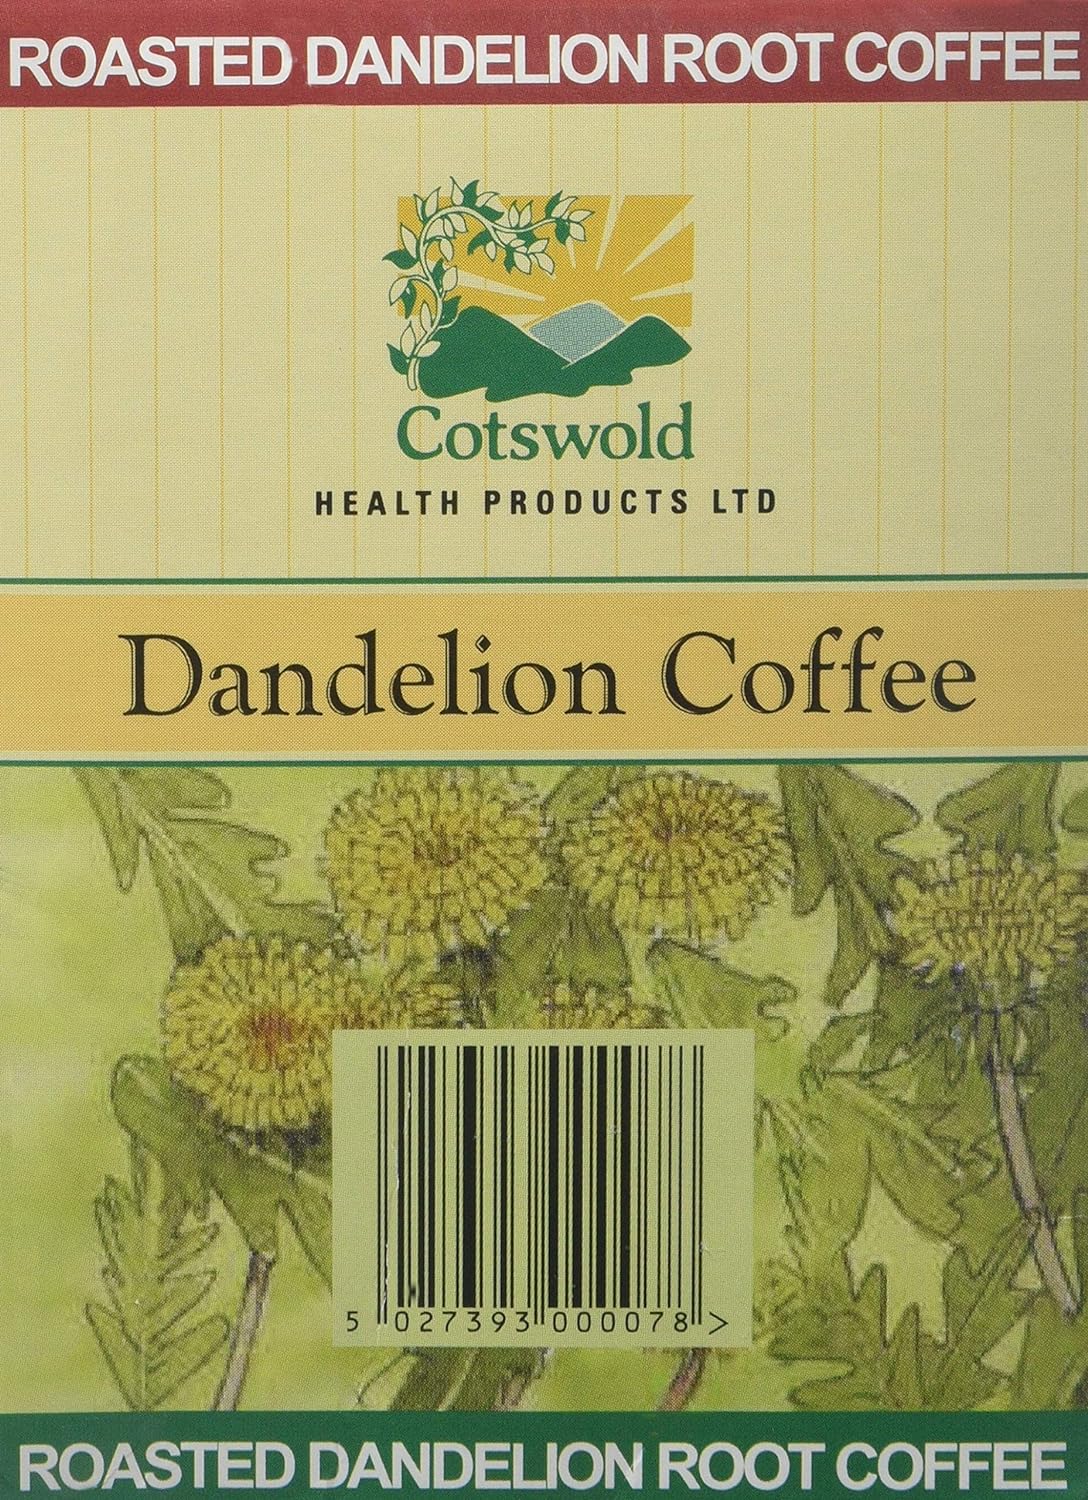 ROASTED DANDELION ROOT COFFEE
Cotswold
HEALTH PRODUCTS LTD
Dandelion Coffee
5 027393 000078 >
ROASTED DANDELION ROOT COFFEE